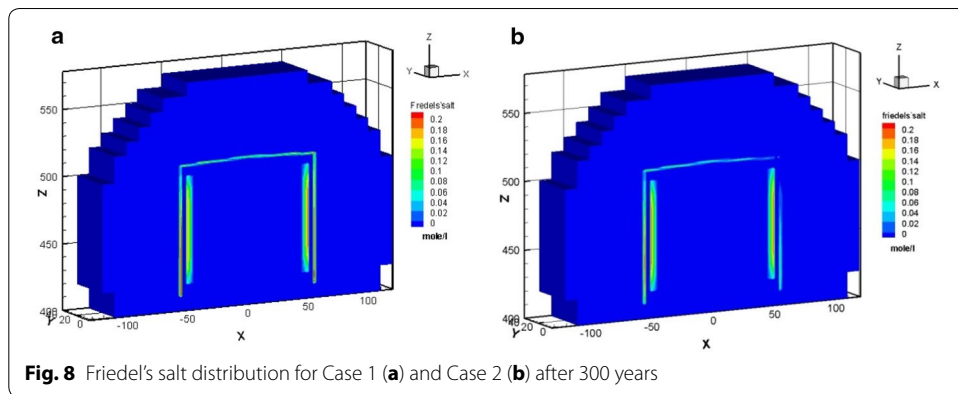 a
Z
Y
X
Fredels'salt
0.2
0.18
0.16
0.14
0.12
0.1
0.08
0.06
0.04
0.02
0
mole/l
550
500
450
400
Z
Y
20
0
-100
-50
0
50
100
X
b
Z
Y
X
friedels'salt
0.2
0.18
0.16
0.14
0.12
0.1
0.08
0.06
0.04
0.02
0
mole/l
550
500
450
400
Z
Y
20
0
-100
-50
0
50
100
X
Fig. 8 Friedel's salt distribution for Case 1 (a) and Case 2 (b) after 300 years